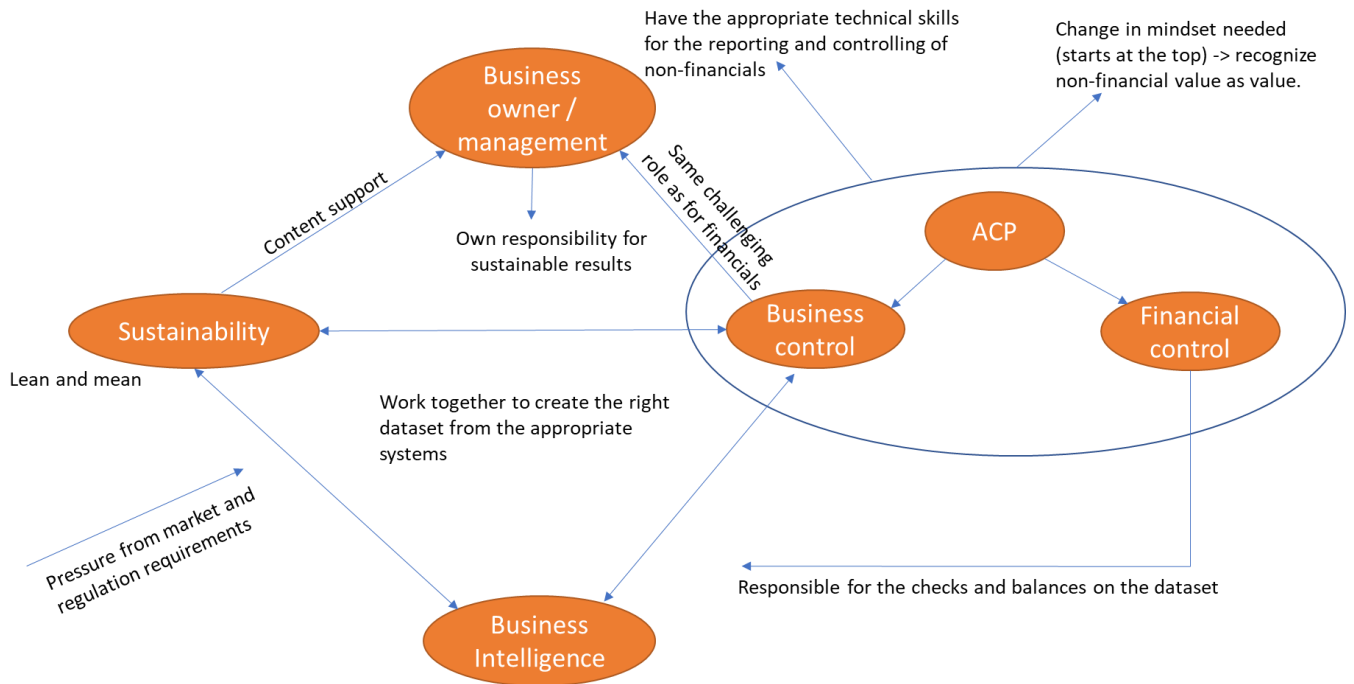 Have the appropriate technical skills
for the reporting and controlling of
non-financials
Change in mindset needed
(starts at the top) -> recognize
non-financial value as value.
Business
owner /
management
Content support
Same challenging
role as for financials
Own responsibility for
sustainable results
ACP
Sustainability
Business
control
Financial
control
Lean and mean
Work together to create the right
dataset from the appropriate
systems
Pressure from market and
regulation requirements
Responsible for the checks and balances on the dataset
Business
Intelligence